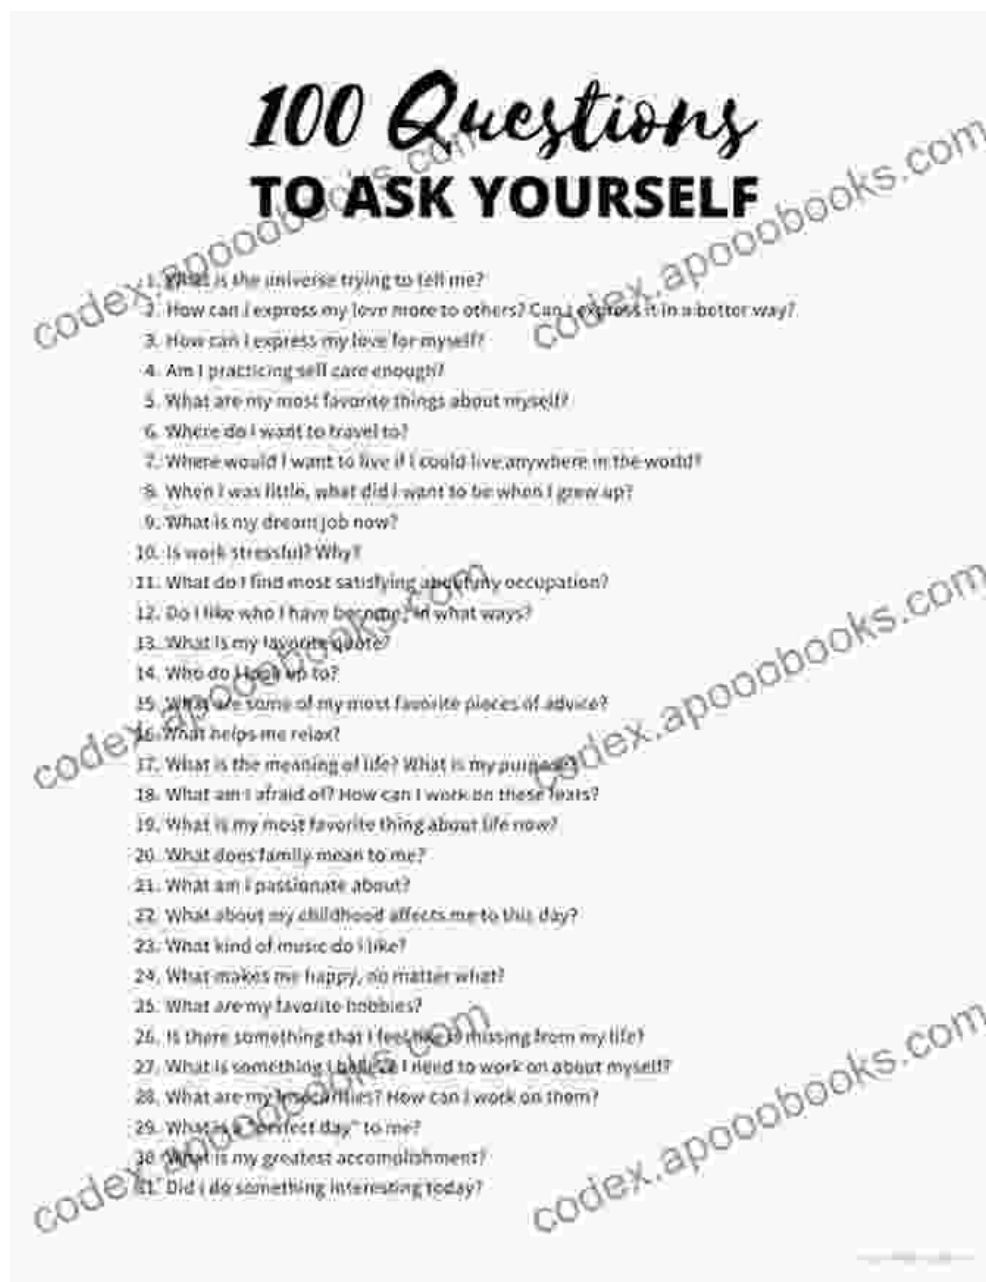 100 Questions
TO ASK YOURSELF
1. What is the universe trying to tell me?
2. How can I express my love more to others? Can I express it in a better way?
3. How can I express my love for myself?
4. Am I practicing self care enough?
5. What are my most favorite things about myself?
6. Where do I want to travel to?
7. Where would I want to live if I could live anywhere in the world?
8. When I was little, what did I want to be when I grew up?
9. What is my dream job now?
10. Is work stressful? Why?
11. What do I find most satisfying about my occupation?
12. Do I like who I have become, in what ways?
13. What is my favorite quote?
14. Who do I look up to?
15. What are some of my most favorite pieces of advice?
16. What helps me relax?
17. What is the meaning of life? What is my purpose?
18. What am I afraid of? How can I work on these fears?
19. What is my most favorite thing about life now?
20. What does family mean to me?
21. What am I passionate about?
22. What about my childhood affects me to this day?
23. What kind of music do I like?
24. What makes me happy, no matter what?
25. What are my favorite hobbies?
26. Is there something that I feel like is missing from my life?
27. What is something I believe I need to work on about myself?
28. What are my insecurities? How can I work on them?
29. What is a "perfect day" to me?
30. What is my greatest accomplishment?
31. Did I do something interesting today?
codex.apooobooks.com
codex.apooobooks.com
codex.apooobooks.com
codex.apooobooks.com
codex.apooobooks.com
codex.apooobooks.com